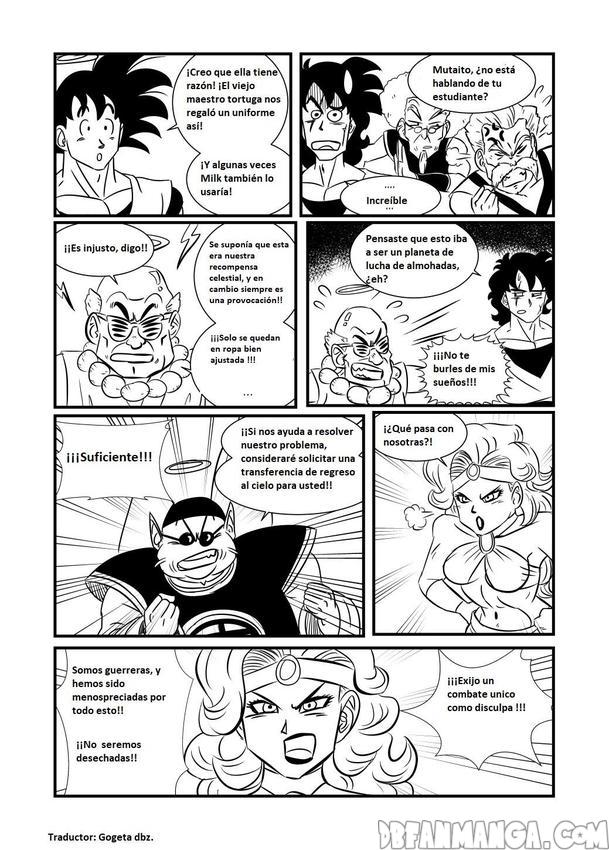 ¡Creo que ella tiene
razón! ¡El viejo
maestro tortuga nos
regaló un uniforme
así!
¡Y algunas veces
Milk también lo
usaría!
Mutaito, ¿no está
hablando de tu
estudiante?
....
Increíble
...
¡¡Es injusto, digo!!
Se suponía que esta
era nuestra
recompensa
celestial, y en
cambio siempre es
una provocación!!
¡¡¡Solo se quedan
en ropa bien
ajustada !!!
...
Pensaste que esto iba
a ser un planeta de
lucha de almohadas,
¿eh?
¡¡¡No te
burles de mis
sueños!!!
¡¡¡Suficiente!!!
¡¡Si nos ayuda a resolver
nuestro problema,
consideraré solicitar una
transferencia de regreso
al cielo para usted!!
¡¿Qué pasa con
nosotras?!
Somos guerreras, y
hemos sido
menospreciadas por
todo esto!!
¡¡No seremos
desechadas!!
¡¡¡Exijo un
combate unico
como disculpa !!!
Traductor: Gogeta dbz.
DBFANMANGA.COM